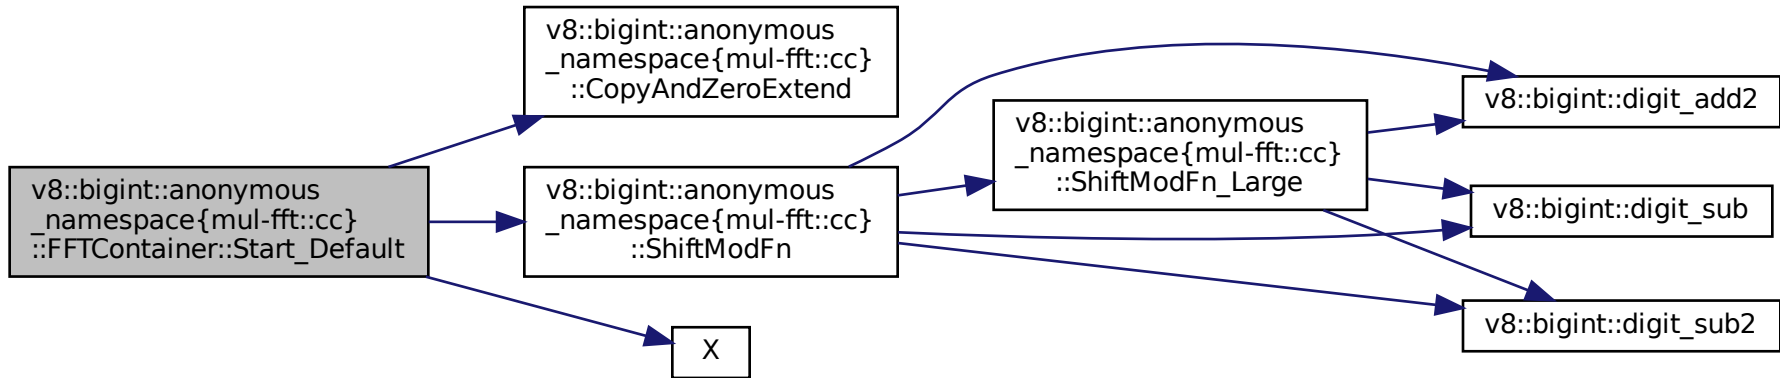 v8::bigint::anonymous
_namespace{mul-fft::cc}
::FFTContainer::Start_Default
v8::bigint::anonymous
_namespace{mul-fft::cc}
::CopyAndZeroExtend
v8::bigint::anonymous
_namespace{mul-fft::cc}
::ShiftModFn
X
v8::bigint::anonymous
_namespace{mul-fft::cc}
::ShiftModFn_Large
v8::bigint::digit_add2
v8::bigint::digit_sub
v8::bigint::digit_sub2